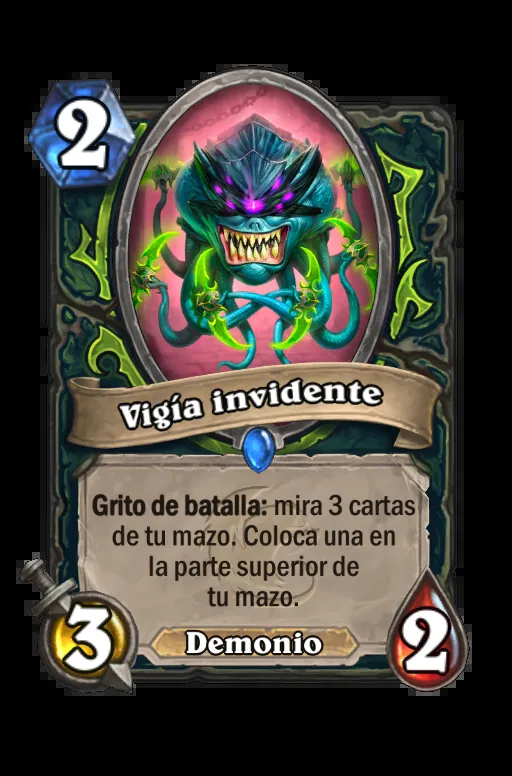 2
Vigía invidente
Grito de batalla: mira 3 cartas
de tu mazo. Coloca una en
la parte superior de
tu mazo.
3
Demonio
2